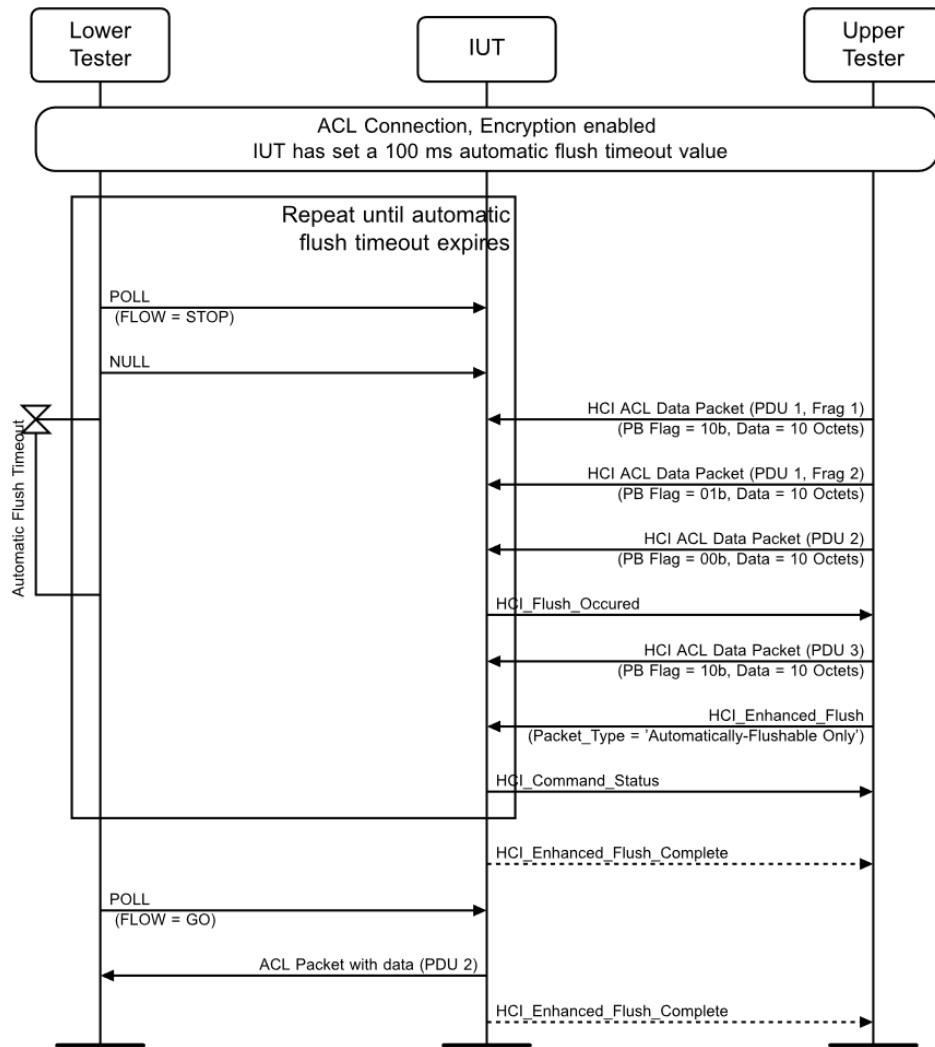 Lower
Tester
IUT
Upper
Tester
ACL Connection, Encryption enabled
IUT has set a 100 ms automatic flush timeout value
Repeat until automatic
flush timeout expires
POLL
(FLOW = STOP)
NULL
Automatic Flush Timeout
HCI ACL Data Packet (PDU 1, Frag 1)
(PB Flag = 10b, Data = 10 Octets)
HCI ACL Data Packet (PDU 1, Frag 2)
(PB Flag = 01b, Data = 10 Octets)
HCI ACL Data Packet (PDU 2)
(PB Flag = 00b, Data = 10 Octets)
HCI_Flush_Occured
HCI ACL Data Packet (PDU 3)
(PB Flag = 10b, Data = 10 Octets)
HCI_Enhanced_Flush
(Packet_Type = 'Automatically-Flushable Only')
HCI_Command_Status
HCI_Enhanced_Flush_Complete
POLL
(FLOW = GO)
ACL Packet with data (PDU 2)
HCI_Enhanced_Flush_Complete